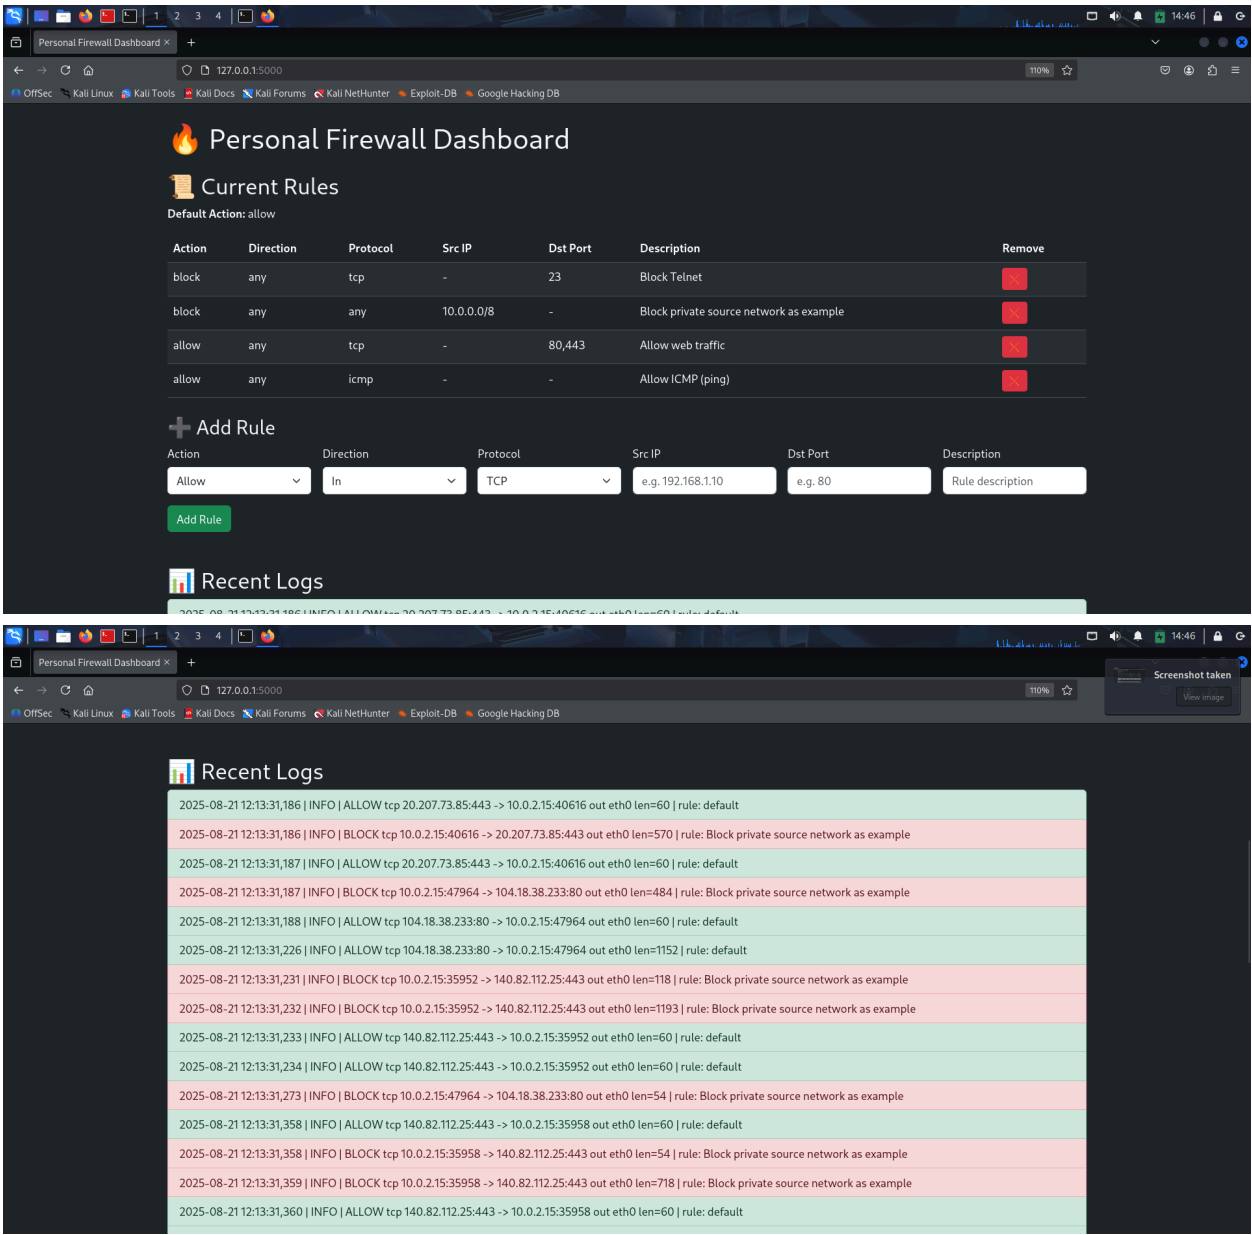 1 2 3 4 14:46
Personal Firewall Dashboard
127.0.0.1:5000 110%
OffSec Kali Linux Kali Tools Kali Docs Kali Forums Kali NetHunter Exploit-DB Google Hacking DB
🔥 Personal Firewall Dashboard
📜 Current Rules
Default Action: allow
Action Direction Protocol Src IP Dst Port Description Remove
block any tcp - 23 Block Telnet
block any any 10.0.0.0/8 - Block private source network as example
allow any tcp - 80,443 Allow web traffic
allow any icmp - - Allow ICMP (ping)
➕ Add Rule
Action Direction Protocol Src IP Dst Port Description
Allow In TCP e.g. 192.168.1.10 e.g. 80 Rule description
Add Rule
📊 Recent Logs
2025-08-21 12:13:31,186 | INFO | ALLOW tcp 20.207.73.85:443 -> 10.0.2.15:40616 out eth0 len=60 | rule: default
1 2 3 4 14:46
Personal Firewall Dashboard
Screenshot taken
127.0.0.1:5000 110%
View image
OffSec Kali Linux Kali Tools Kali Docs Kali Forums Kali NetHunter Exploit-DB Google Hacking DB
📊 Recent Logs
2025-08-21 12:13:31,186 | INFO | ALLOW tcp 20.207.73.85:443 -> 10.0.2.15:40616 out eth0 len=60 | rule: default
2025-08-21 12:13:31,186 | INFO | BLOCK tcp 10.0.2.15:40616 -> 20.207.73.85:443 out eth0 len=570 | rule: Block private source network as example
2025-08-21 12:13:31,187 | INFO | ALLOW tcp 20.207.73.85:443 -> 10.0.2.15:40616 out eth0 len=60 | rule: default
2025-08-21 12:13:31,187 | INFO | BLOCK tcp 10.0.2.15:47964 -> 104.18.38.233:80 out eth0 len=484 | rule: Block private source network as example
2025-08-21 12:13:31,188 | INFO | ALLOW tcp 104.18.38.233:80 -> 10.0.2.15:47964 out eth0 len=60 | rule: default
2025-08-21 12:13:31,226 | INFO | ALLOW tcp 104.18.38.233:80 -> 10.0.2.15:47964 out eth0 len=1152 | rule: default
2025-08-21 12:13:31,231 | INFO | BLOCK tcp 10.0.2.15:35952 -> 140.82.112.25:443 out eth0 len=118 | rule: Block private source network as example
2025-08-21 12:13:31,232 | INFO | BLOCK tcp 10.0.2.15:35952 -> 140.82.112.25:443 out eth0 len=1193 | rule: Block private source network as example
2025-08-21 12:13:31,233 | INFO | ALLOW tcp 140.82.112.25:443 -> 10.0.2.15:35952 out eth0 len=60 | rule: default
2025-08-21 12:13:31,234 | INFO | ALLOW tcp 140.82.112.25:443 -> 10.0.2.15:35952 out eth0 len=60 | rule: default
2025-08-21 12:13:31,273 | INFO | BLOCK tcp 10.0.2.15:47964 -> 104.18.38.233:80 out eth0 len=54 | rule: Block private source network as example
2025-08-21 12:13:31,358 | INFO | ALLOW tcp 140.82.112.25:443 -> 10.0.2.15:35958 out eth0 len=60 | rule: default
2025-08-21 12:13:31,358 | INFO | BLOCK tcp 10.0.2.15:35958 -> 140.82.112.25:443 out eth0 len=54 | rule: Block private source network as example
2025-08-21 12:13:31,359 | INFO | BLOCK tcp 10.0.2.15:35958 -> 140.82.112.25:443 out eth0 len=718 | rule: Block private source network as example
2025-08-21 12:13:31,360 | INFO | ALLOW tcp 140.82.112.25:443 -> 10.0.2.15:35958 out eth0 len=60 | rule: default